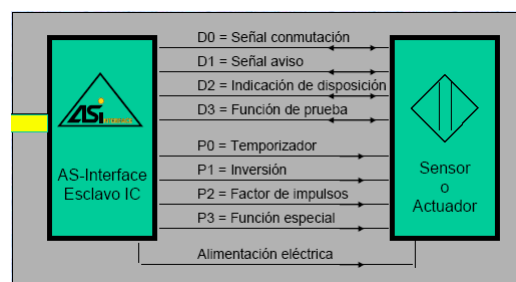 D0 = Señal conmutación
D1 = Señal aviso
D2 = Indicación de disposición
D3 = Función de prueba
ASi
AS-Interface
Esclavo IC
P0 = Temporizador
P1 = Inversión
P2 = Factor de impulsos
P3 = Función especial
Alimentación eléctrica
Sensor
o
Actuador